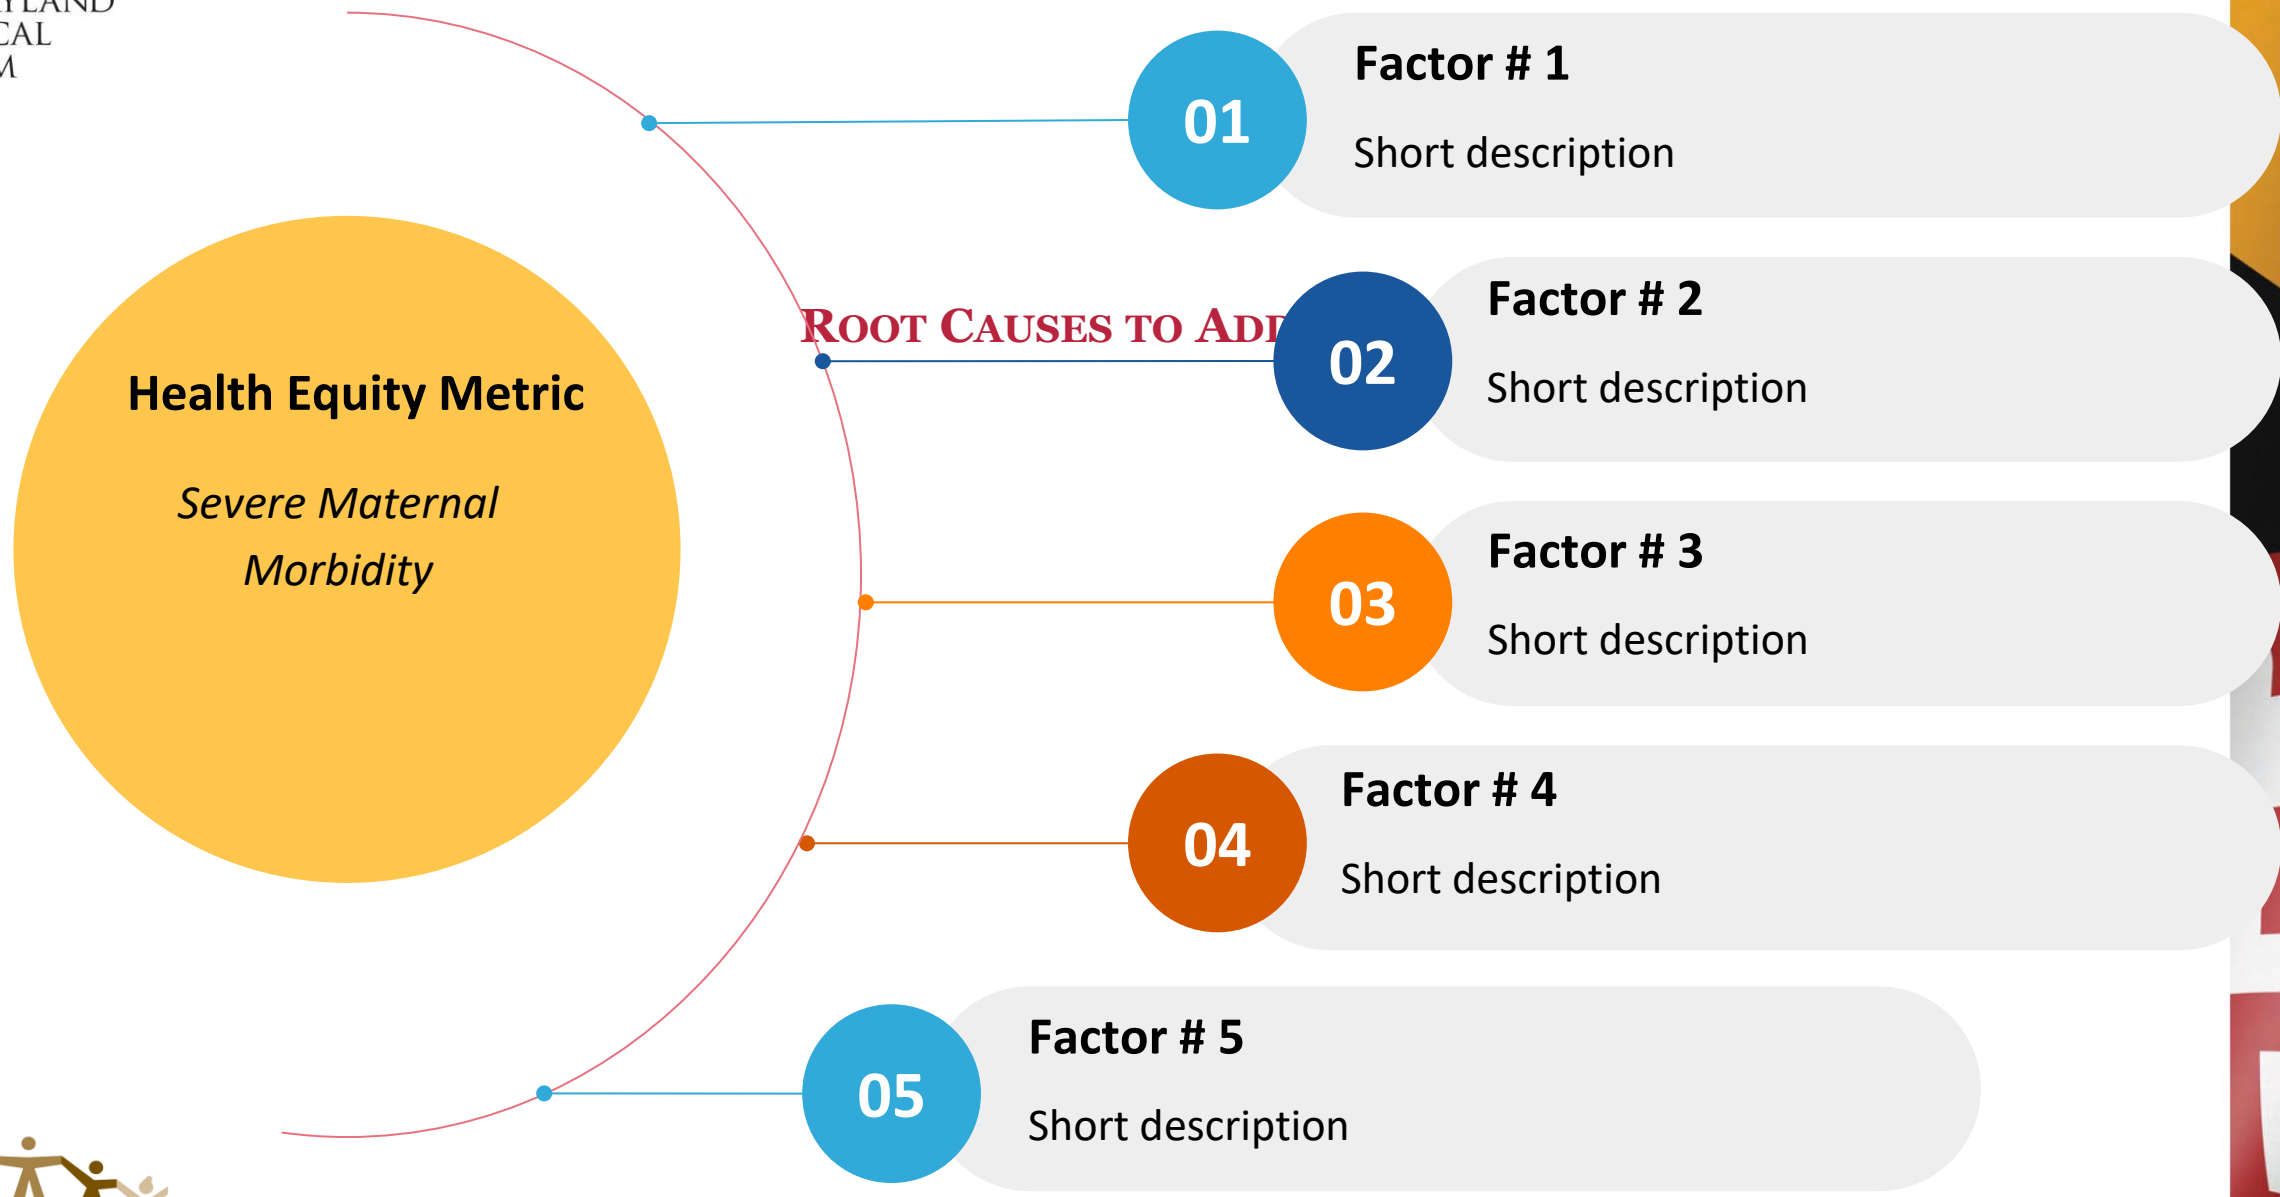 CAL
01
Factor # 1
Short description
ROOT CAUSES TO
02
Factor # 2
Short description
Health Equity Metric
Severe Maternal
Morbidity
03
Factor # 3
Short description
04
Factor # 4
Short description
05
Factor # 5
Short description